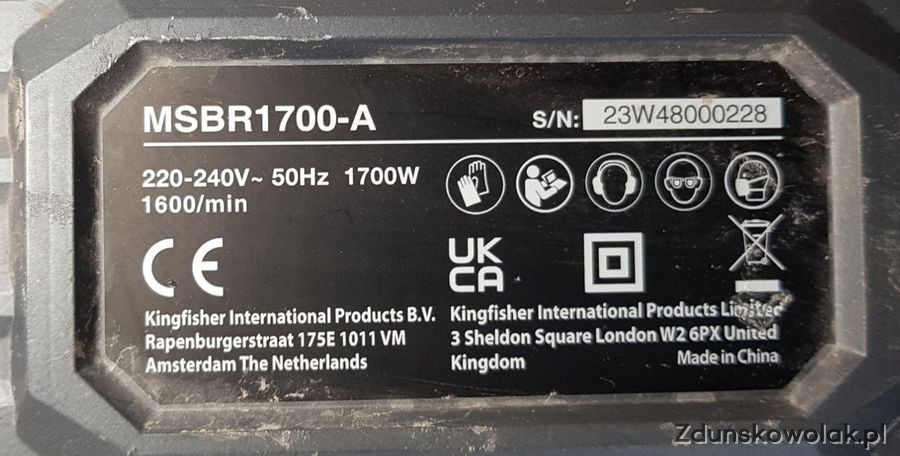 MSBR1700-A
S/N: 23W48000228
220-240V~ 50Hz 1700W
1600/min
CE
UK
CA
Kingfisher International Products B.V.
Rapenburgerstraat 175E 1011 VM
Amsterdam The Netherlands
Kingfisher International Products Limited
3 Sheldon Square London W2 6PX United
Kingdom
Made in China
Zdunskowolak.pl